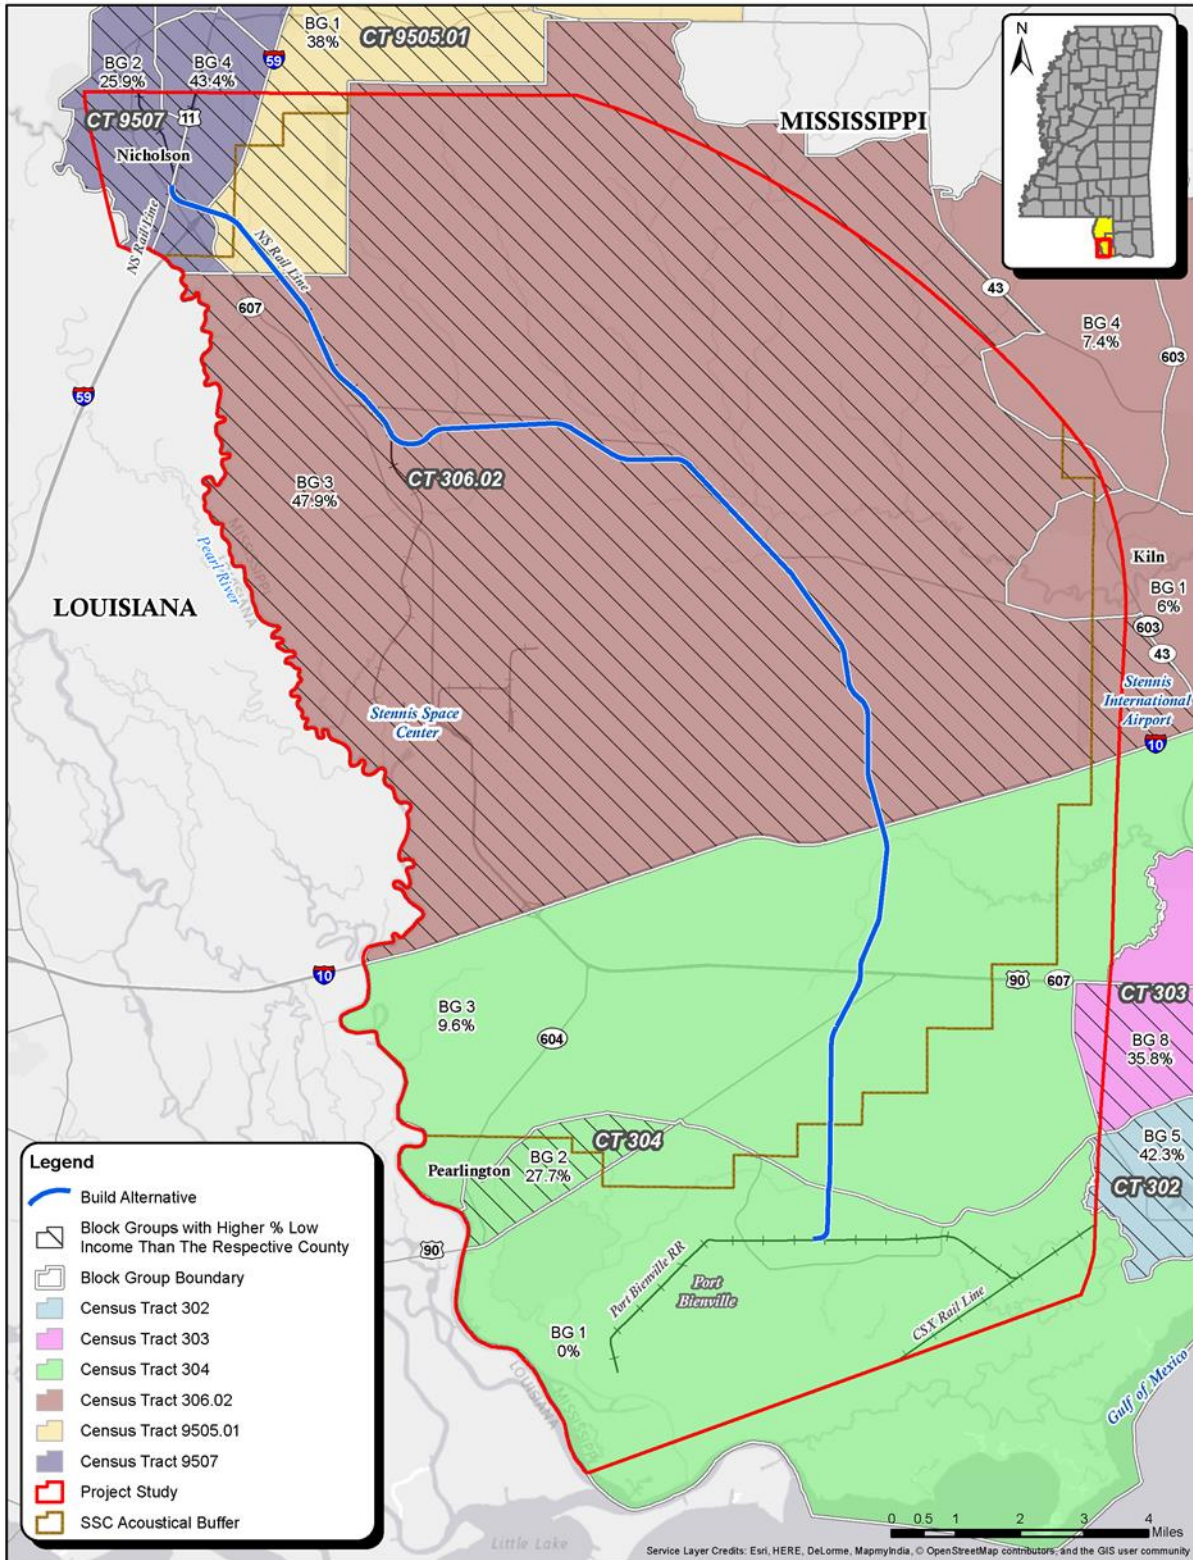 BG 1
38%
CT 9505.01
59
BG 2
25.9%
BG 4
43.4%
N
CT 9507
11
Nicholson
MISSISSIPPI
NS Rail Line
NS Rail Line
607
43
BG 4
7.4%
603
59
BG 3
47.9%
CT 306.02
MISSISSIPPI
LOUISIANA
Pearl River
Kiln
LOUISIANA
BG 1
6%
603
43
Stennis
International
Airport
Stennis Space
Center
10
10
90
607
CT 303
BG 3
9.6%
604
BG 8
35.8%
CT 304
BG 5
42.3%
Pearlington
BG 2
27.7%
CT 302
90
Port Bienville RR
Port
Bienville
CSX Rail Line
BG 1
0%
LOUISIANA
MISSISSIPPI
Gulf of Mexico
Legend
Build Alternative
Block Groups with Higher % Low
Income Than The Respective County
Block Group Boundary
Census Tract 302
Census Tract 303
Census Tract 304
Census Tract 306.02
Census Tract 9505.01
Census Tract 9507
Project Study
SSC Acoustical Buffer
0 0.5 1 2 3 4
Miles
Little Lake
Service Layer Credits: Esri, HERE, DeLorme, MapmyIndia, © OpenStreetMap contributors, and the GIS user community